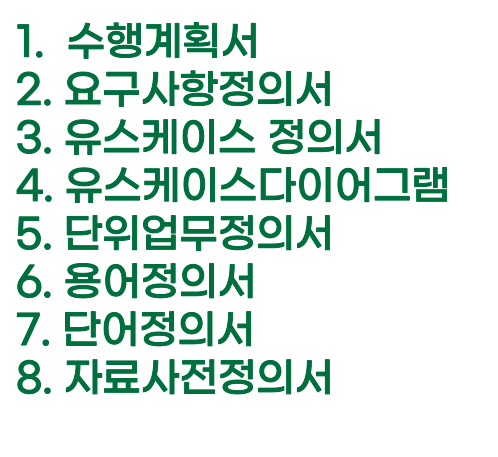 1. 수행계획서
2. 요구사항정의서
3. 유스케이스 정의서
4. 유스케이스다이어그램
5. 단위업무정의서
6. 용어정의서
7. 단어정의서
8. 자료사전정의서